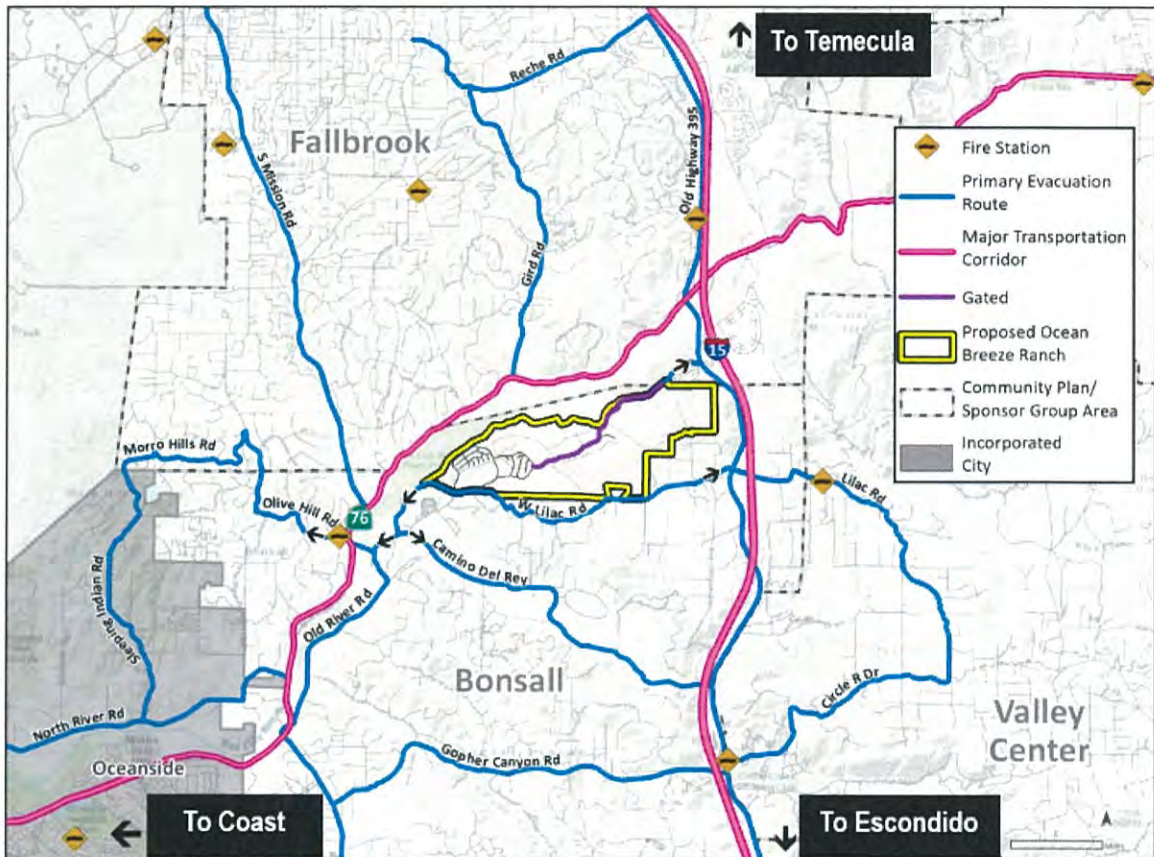 To Temecula
Reche Rd
Fallbrook
S Mission Rd
Old Highway 395
Gird Rd
Fire Station
Primary Evacuation
Route
Major Transportation
Corridor
Gated
Proposed Ocean
Breeze Ranch
Community Plan/
Sponsor Group Area
Incorporated
City
15
Morro Hills Rd
Olive Hill Rd
76
W Lilac Rd
Lilac Rd
Camino Del Rey
Sleeping Indian Rd
Old River Rd
Bonsall
Circle R Dr
Valley
Center
North River Rd
Gopher Canyon Rd
Oceanside
To Coast
To Escondido